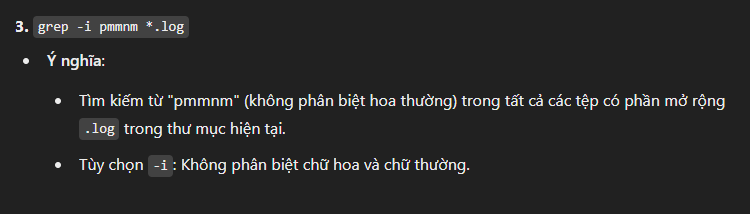 3. grep -i pmmnm *.log
• Ý nghĩa:
• Tìm kiếm từ "pmmnm" (không phân biệt hoa thường) trong tất cả các tệp có phần mở rộng
.log trong thư mục hiện tại.
• Tùy chọn -i: Không phân biệt chữ hoa và chữ thường.